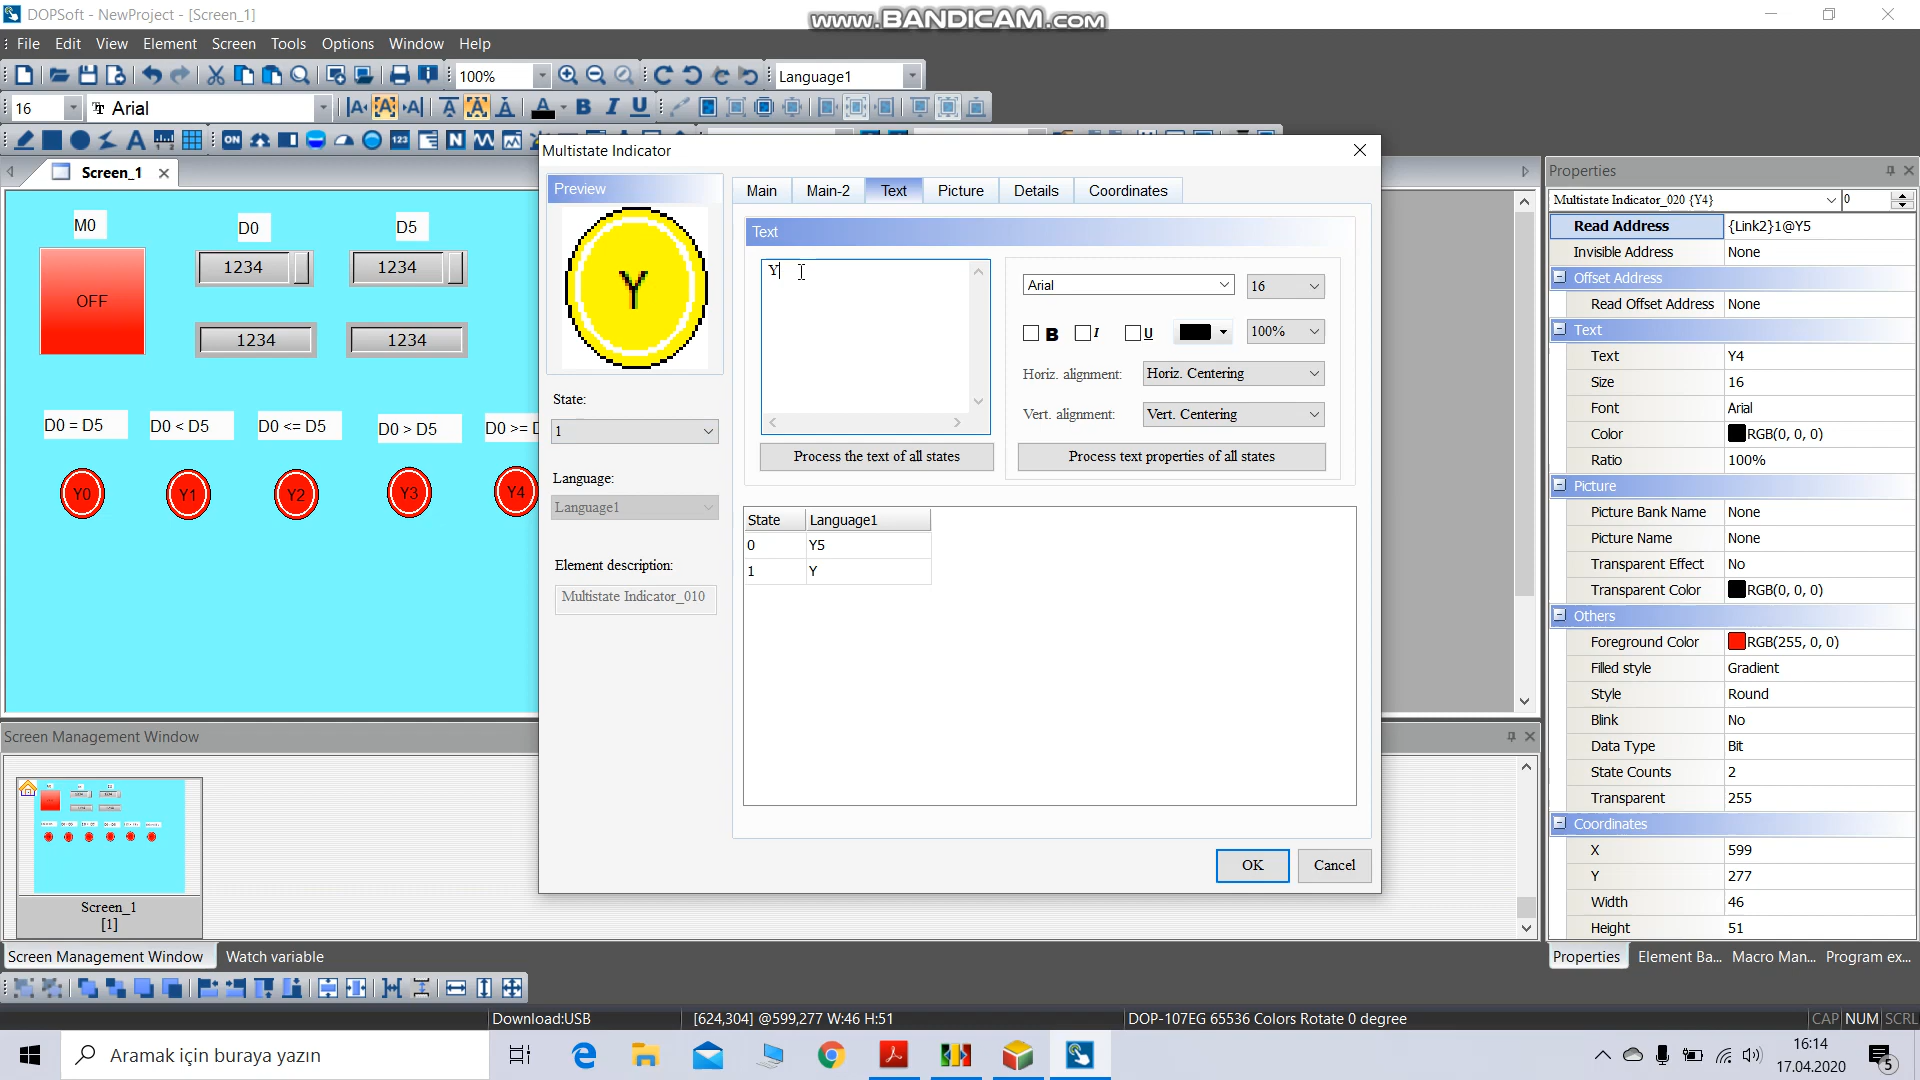 DOPSoft - NewProject - [Screen_1]
www.BANDICAM.com
File Edit View Element Screen Tools Options Window Help
100% Language1
16 Arial
ON 123 N
Screen_1
Multistate Indicator
Properties
Preview
Main Main-2 Text Picture Details Coordinates
Multistate Indicator_020 {Y4} 0
Read Address {Link2}1@Y5
Invisible Address None
Offset Address
Read Offset Address None
Text
Text Y4
Size 16
Font Arial
Color RGB(0, 0, 0)
Ratio 100%
Picture
Picture Bank Name None
Picture Name None
Transparent Effect No
Transparent Color RGB(0, 0, 0)
Others
Foreground Color RGB(255, 0, 0)
Filled style Gradient
Style Round
Blink No
Data Type Bit
State Counts 2
Transparent 255
Coordinates
X 599
Y 277
Width 46
Height 51
M0 D0 D5
OFF 1234 1234
1234 1234
D0 = D5 D0 < D5 D0 <= D5 D0 > D5 D0 >= D
Y0 Y1 Y2 Y3 Y4
Y
State:
1
Language:
Language1
Element description:
Multistate Indicator_010
Text
Y
Arial 16
B I U 100%
Horiz. alignment: Horiz. Centering
Vert. alignment: Vert. Centering
Process the text of all states Process text properties of all states
State Language1
0 Y5
1 Y
OK Cancel
Screen Management Window
Screen_1
[1]
Screen Management Window Watch variable
Properties Element Ba... Macro Man... Program ex...
Download:USB [624,304] @599,277 W:46 H:51 DOP-107EG 65536 Colors Rotate 0 degree CAP NUM SCRL
Aramak için buraya yazın
16:14
17.04.2020
5